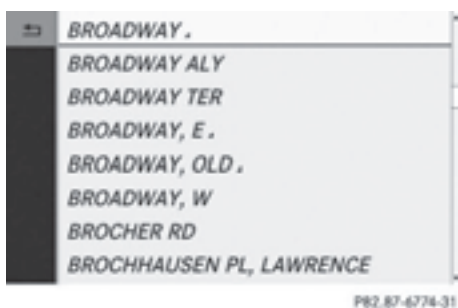 BROADWAY .
BROADWAY ALY
BROADWAY TER
BROADWAY, E .
BROADWAY, OLD .
BROADWAY, W
BROCHER RD
BROCHHAUSEN PL, LAWRENCE
P82.87-6774-31